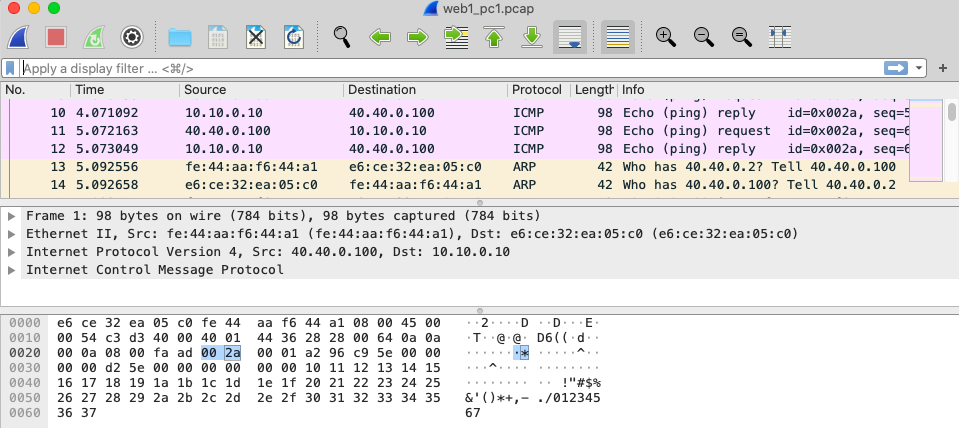 web1_pc1.pcap
Apply a display filter … <⌘/>
No. Time Source Destination Protocol Length Info
10 4.071092 10.10.0.10 40.40.0.100 ICMP 98 Echo (ping) reply id=0x002a, seq=5
11 5.072163 40.40.0.100 10.10.0.10 ICMP 98 Echo (ping) request id=0x002a, seq=6
12 5.073049 10.10.0.10 40.40.0.100 ICMP 98 Echo (ping) reply id=0x002a, seq=6
13 5.092556 fe:44:aa:f6:44:a1 e6:ce:32:ea:05:c0 ARP 42 Who has 40.40.0.2? Tell 40.40.0.100
14 5.092658 e6:ce:32:ea:05:c0 fe:44:aa:f6:44:a1 ARP 42 Who has 40.40.0.100? Tell 40.40.0.2
Frame 1: 98 bytes on wire (784 bits), 98 bytes captured (784 bits)
Ethernet II, Src: fe:44:aa:f6:44:a1 (fe:44:aa:f6:44:a1), Dst: e6:ce:32:ea:05:c0 (e6:ce:32:ea:05:c0)
Internet Protocol Version 4, Src: 40.40.0.100, Dst: 10.10.0.10
Internet Control Message Protocol
0000 e6 ce 32 ea 05 c0 fe 44 aa f6 44 a1 08 00 45 00 ··2····D ··D···E·
0010 00 54 c3 d3 40 00 40 01 44 36 28 28 00 64 0a 0a ·T··@·@· D6((·d··
0020 00 0a 08 00 fa ad 00 2a 00 01 a2 96 c9 5e 00 00 ·······* ·····^··
0030 00 00 d2 5e 00 00 00 00 00 00 10 11 12 13 14 15 ···^···· ········
0040 16 17 18 19 1a 1b 1c 1d 1e 1f 20 21 22 23 24 25 ········ ·· !"#$%
0050 26 27 28 29 2a 2b 2c 2d 2e 2f 30 31 32 33 34 35 &'()*+,- ./012345
0060 36 37 67